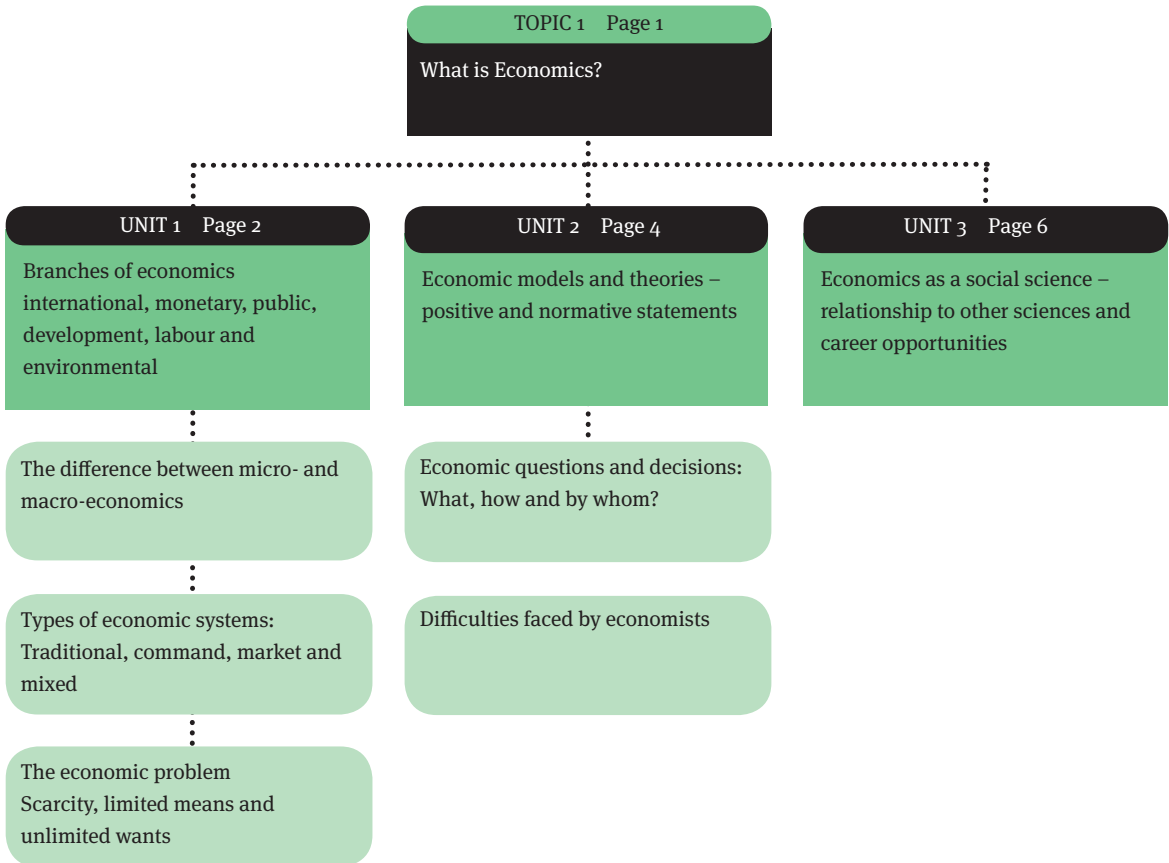 TOPIC 1 Page 1
What is Economics?
UNIT 1 Page 2
Branches of economics
international, monetary, public,
development, labour and
environmental
The difference between micro- and
macro-economics
Types of economic systems:
Traditional, command, market and
mixed
The economic problem
Scarcity, limited means and
unlimited wants
UNIT 2 Page 4
Economic models and theories –
positive and normative statements
Economic questions and decisions:
What, how and by whom?
Difficulties faced by economists
UNIT 3 Page 6
Economics as a social science –
relationship to other sciences and
career opportunities